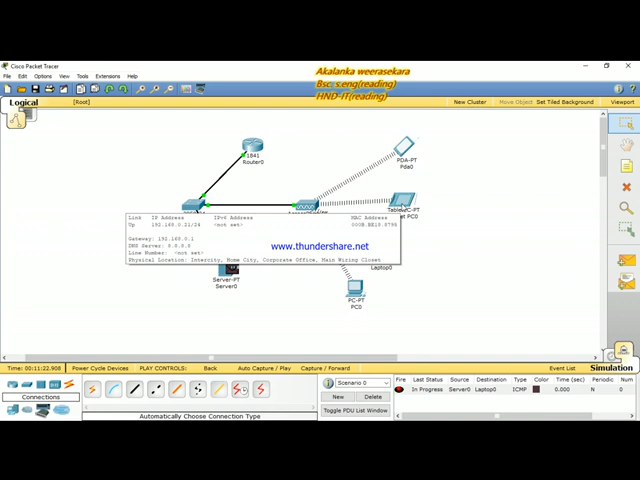 Cisco Packet Tracer
File Edit Options View Tools Extensions Help
Akalanka weerasekara
Bsc. s.eng(reading)
HND-IT(reading)
Logical [Root] New Cluster Move Object Set Tiled Background Viewport
1841
Router0
PDA-PT
Pda0
Link IP Address IPv6 Address MAC Address
Up 192.168.0.21/24 <not set>
Gateway: 192.168.0.1
DNS Server: 0.0.0.0
Line Number: <not set>
Physical Location: Intercity, Home City, Corporate Office, Main Wiring Closet
www.thundershare.net
Laptop0
Server-PT
Server0
PC-PT
PC0
Time: 00:11:22.908 Power Cycle Devices PLAY CONTROLS: Back Auto Capture / Play Capture / Forward Event List Simulation
Connections
Automatically Choose Connection Type
Scenario 0
New Delete
Toggle PDU List Window
Fire Last Status Source Destination Type Color Time (sec) Periodic Num
In Progress Server0 Laptop0 ICMP 0.000 N 0